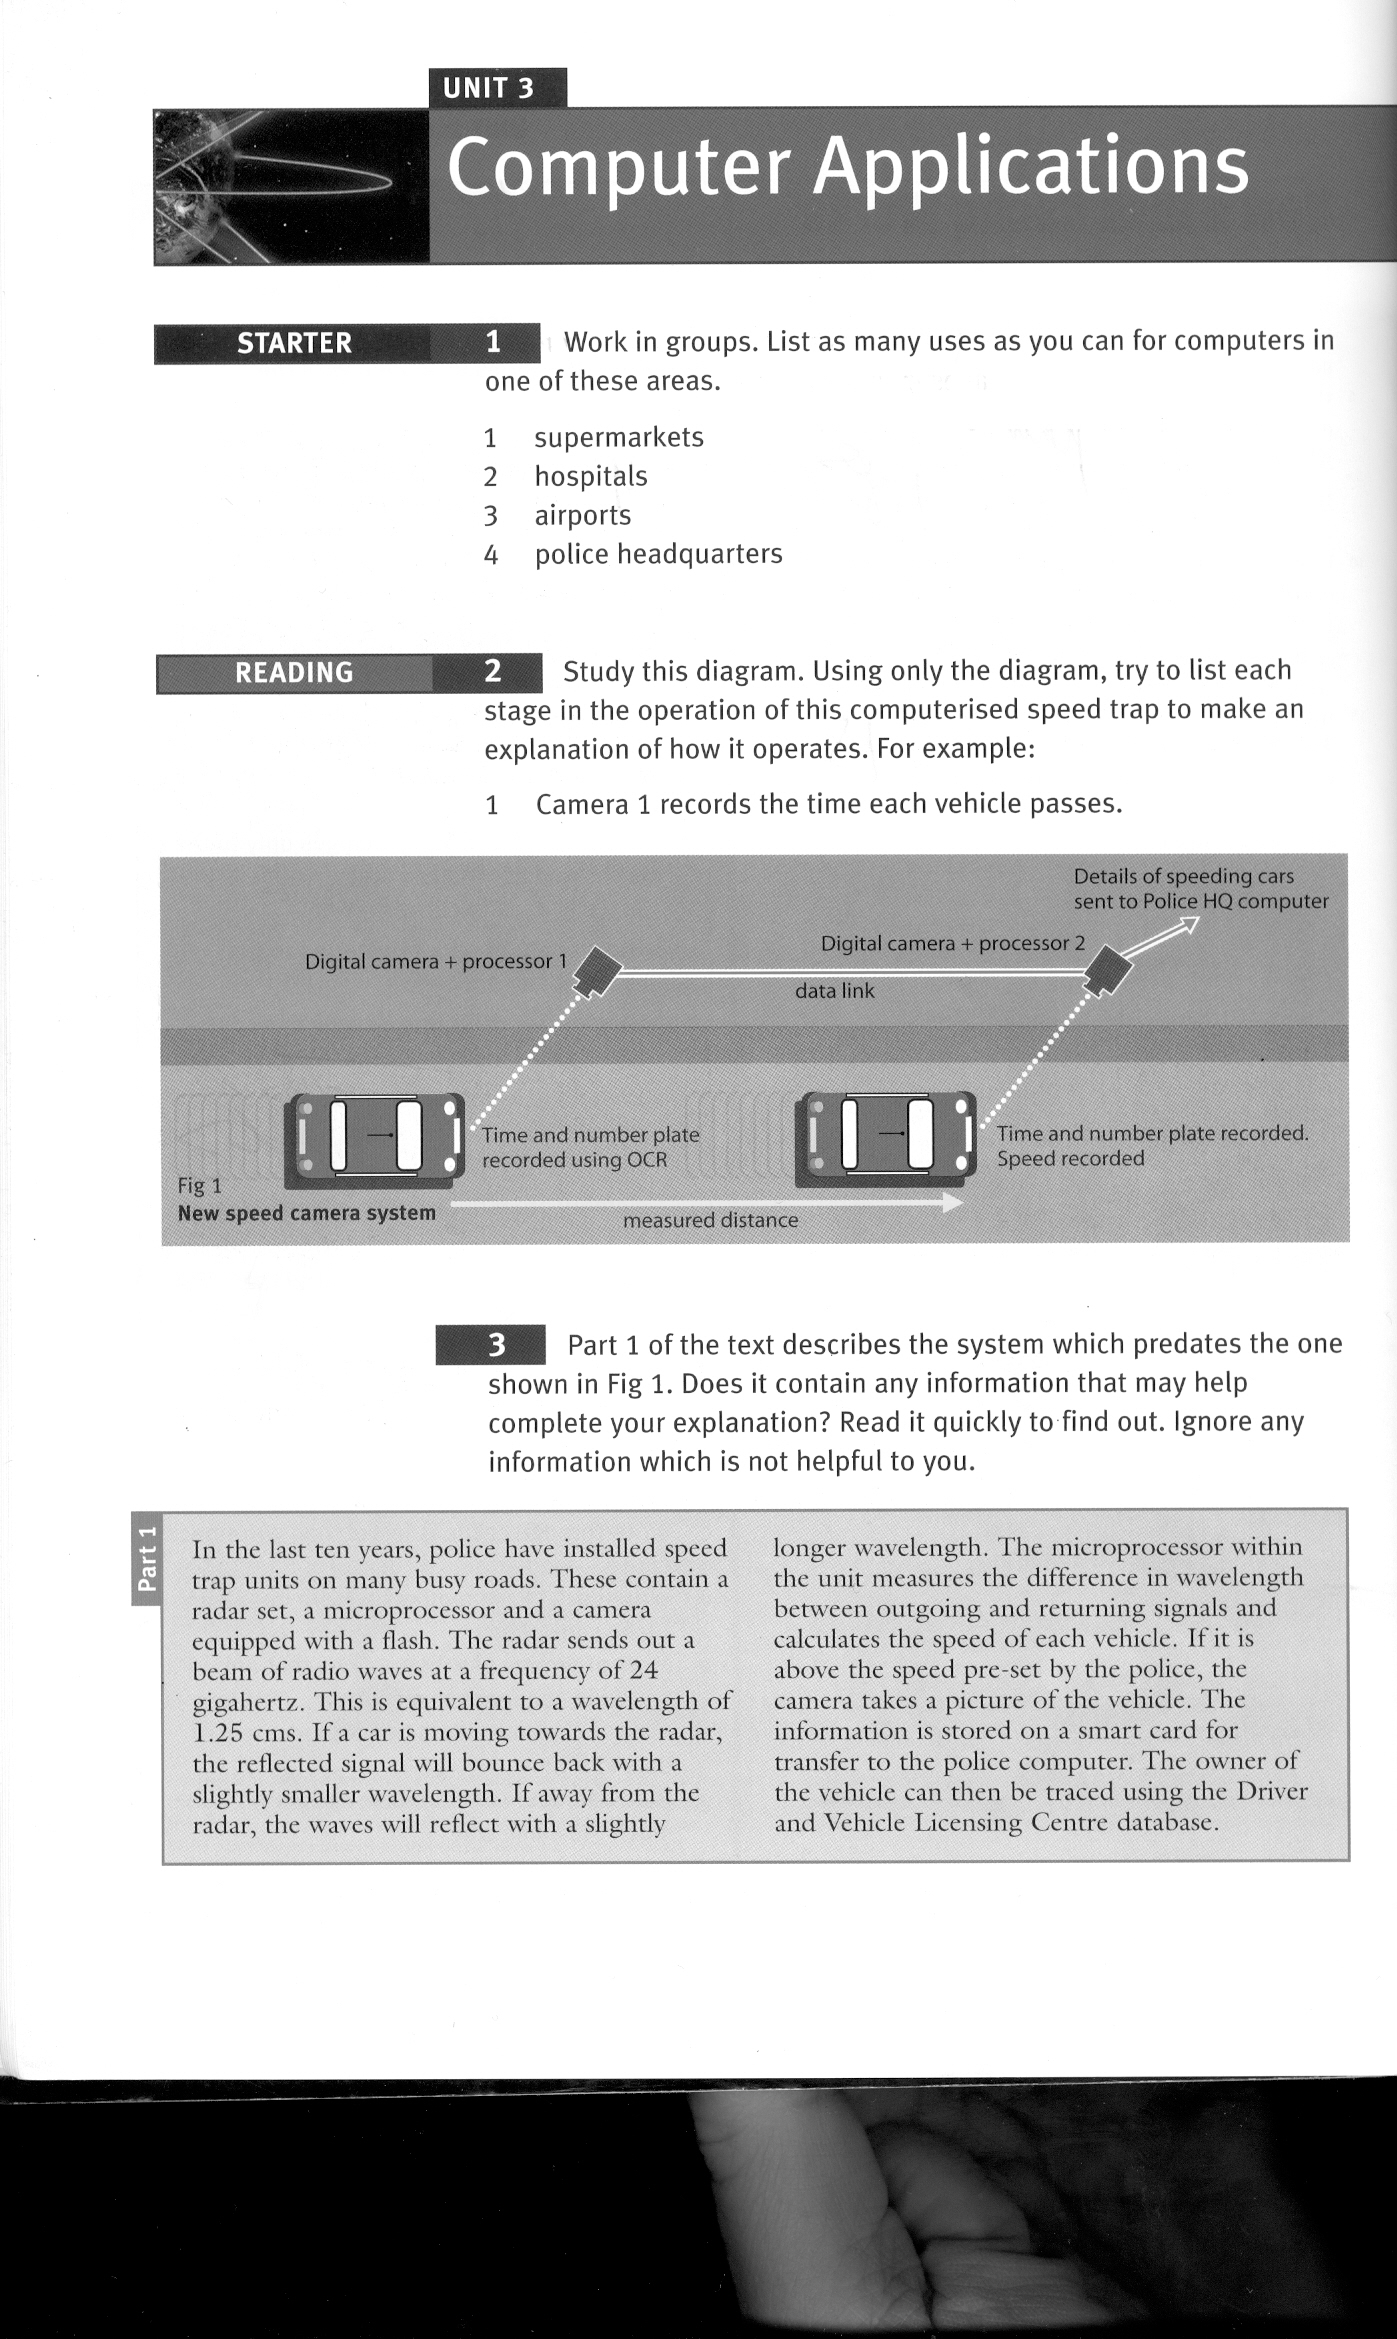 UNIT 3
Computer Applications
STARTER 1 Work in groups. List as many uses as you can for computers in
one of these areas.
1 supermarkets
2 hospitals
3 airports
4 police headquarters
READING 2 Study this diagram. Using only the diagram, try to list each
stage in the operation of this computerised speed trap to make an
explanation of how it operates. For example:
1 Camera 1 records the time each vehicle passes.
Details of speeding cars
sent to Police HQ computer
Digital camera + processor 1
Digital camera + processor 2
data link
Time and number plate
recorded using OCR
Time and number plate recorded.
Speed recorded
Fig 1
New speed camera system
measured distance
3 Part 1 of the text describes the system which predates the one
shown in Fig 1. Does it contain any information that may help
complete your explanation? Read it quickly to find out. Ignore any
information which is not helpful to you.
Part 1
In the last ten years, police have installed speed
trap units on many busy roads. These contain a
radar set, a microprocessor and a camera
equipped with a flash. The radar sends out a
beam of radio waves at a frequency of 24
gigahertz. This is equivalent to a wavelength of
1.25 cms. If a car is moving towards the radar,
the reflected signal will bounce back with a
slightly smaller wavelength. If away from the
radar, the waves will reflect with a slightly
longer wavelength. The microprocessor within
the unit measures the difference in wavelength
between outgoing and returning signals and
calculates the speed of each vehicle. If it is
above the speed pre-set by the police, the
camera takes a picture of the vehicle. The
information is stored on a smart card for
transfer to the police computer. The owner of
the vehicle can then be traced using the Driver
and Vehicle Licensing Centre database.